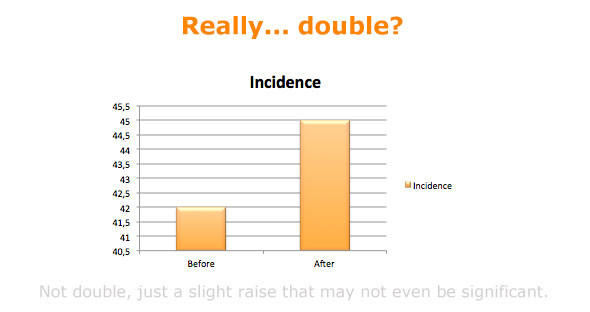 Really... double?
Incidence
45,5
45
44,5
44
43,5
43
42,5
42
41,5
41
40,5
Before
After
Incidence
Not double, just a slight raise that may not even be significant.